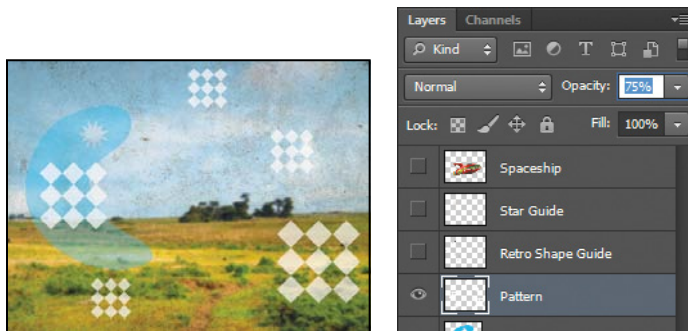 Layers Channels
Kind
Normal Opacity: 75%
Lock: Fill: 100%
Spaceship
Star Guide
Retro Shape Guide
Pattern